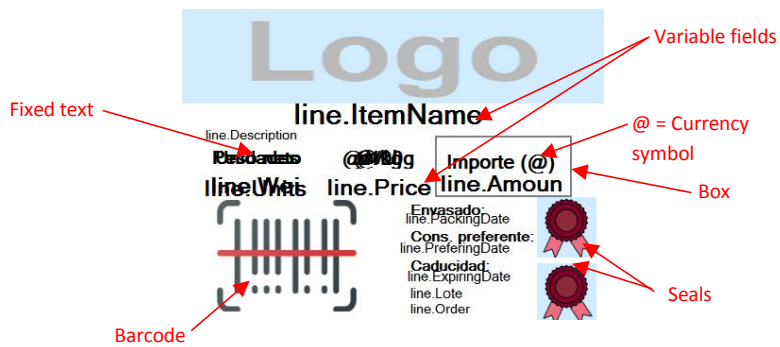 Logo
Variable fields
line.ItemName
Fixed text
line.Description
@ = Currency
symbol
Importe (@)
line.Price
line.Amoun
Box
Envasado:
line.PackingDate
Cons. preferente:
line.PreferingDate
Caducidad:
line.ExpiringDate
line.Lote
line.Order
Seals
Barcode